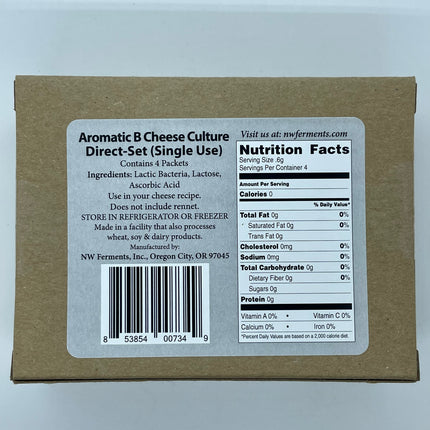 Aromatic B Cheese Culture
Direct-Set (Single Use)
Contains 4 Packets
Ingredients: Lactic Bacteria, Lactose,
Ascorbic Acid
Use in your cheese recipe.
Does not include rennet.
STORE IN REFRIGERATOR OR FREEZER
Made in a facility that also processes
wheat, soy & dairy products.
Manufactured by:
NW Ferments, Inc., Oregon City, OR 97045
8 53854 00734 9
Visit us at: nwferments.com
Nutrition Facts
Serving Size .6g
Servings Per Container 4
Amount Per Serving
Calories 0
% Daily Value*
Total Fat 0g 0%
Saturated Fat 0g 0%
Trans Fat 0g
Cholesterol 0mg 0%
Sodium 0mg 0%
Total Carbohydrate 0g 0%
Dietary Fiber 0g 0%
Sugars 0g
Protein 0g
Vitamin A 0% • Vitamin C 0%
Calcium 0% • Iron 0%
*Percent Daily Values are based on a 2,000 calorie diet.